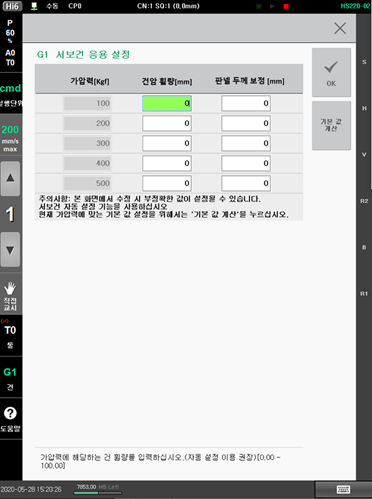 Hi6 수동 CP0 CN:1 SQ:1 (0,0mm) HS220-02
P
60
%
A0
T0
cmd
실행단위
200
mm/s
max
1
직접
교시
T0
툴
G1
건
도움말
G1 서보건 응용 설정
가압력[Kgf] 건암 휨량[mm] 판넬 두께 보정 [mm]
100 0 0
200 0 0
300 0 0
400 0 0
500 0 0
주의사항: 본 화면에서 수정 시 부정확한 값이 설정될 수 있습니다.
서보건 자동 설정 기능을 사용하십시오
현재 가압력에 맞는 기본 값 설정을 위해서는 '기본 값 계산'을 누르십시오.
OK
기본 값
계산
S
H
V
R2
B
R1
가압력에 해당하는 건 휨량을 입력하십시오.(자동 설정 이용 권장)[0.00 -
100.00]
2020-05-28 15:20:26 7853.00 MB Left